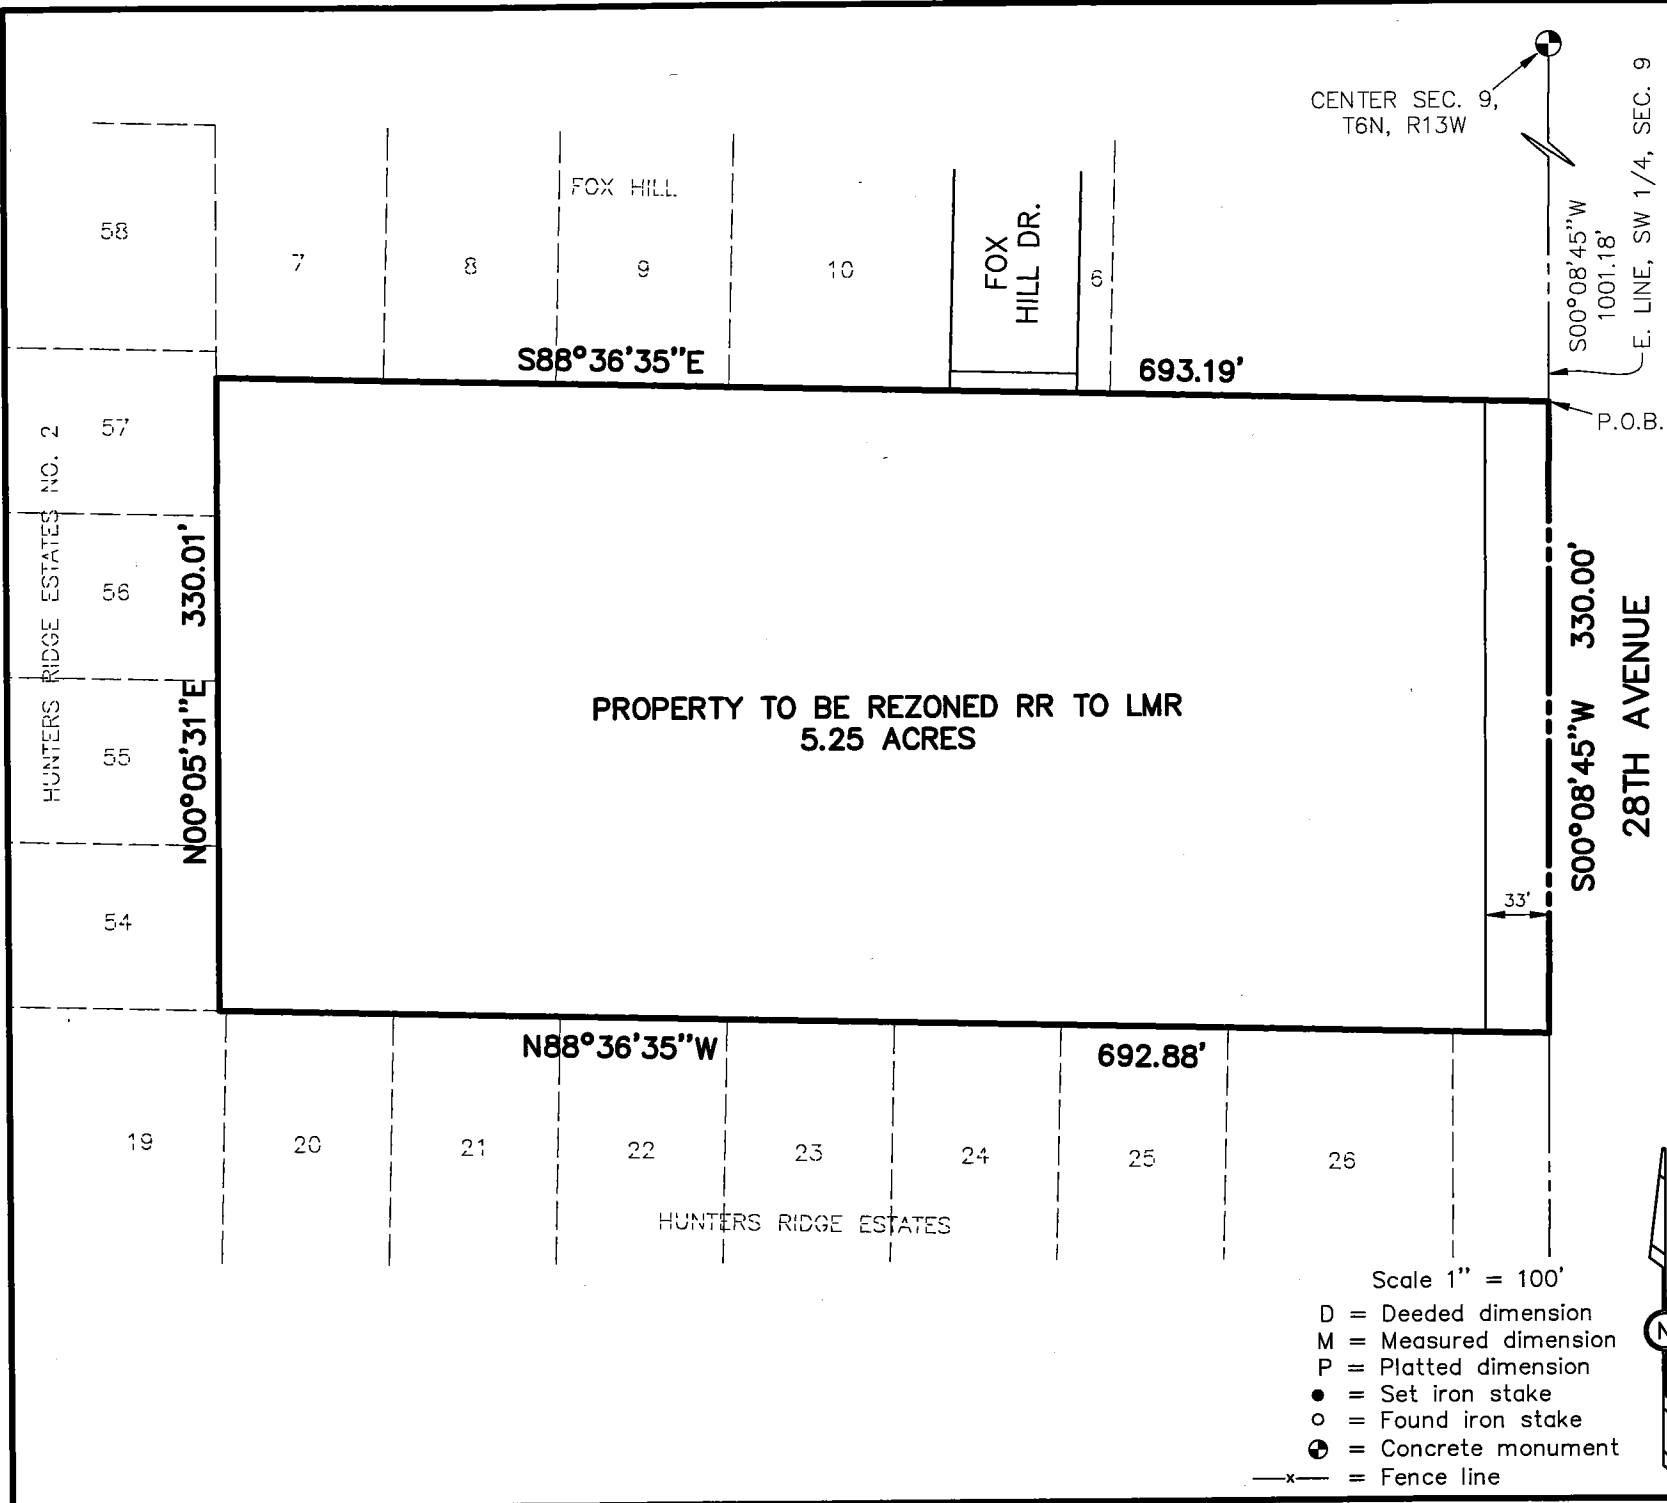 CENTER SEC. 9,
T6N, R13W
S00°08'45"W
1001.18'
E. LINE, SW 1/4, SEC. 9
58
FOX HILL
7
8
9
10
FOX
HILL DR.
6
S88°36'35"E
693.19'
P.O.B.
57
HUNTERS RIDGE ESTATES NO. 2
56
55
54
N00°05'31"E 330.01'
PROPERTY TO BE REZONED RR TO LMR
5.25 ACRES
33'
S00°08'45"W 330.00'
28TH AVENUE
N88°36'35"W
692.88'
19
20
21
22
23
24
25
26
HUNTERS RIDGE ESTATES
Scale 1" = 100'
D = Deeded dimension
M = Measured dimension
P = Platted dimension
= Set iron stake
= Found iron stake
= Concrete monument
x = Fence line
N